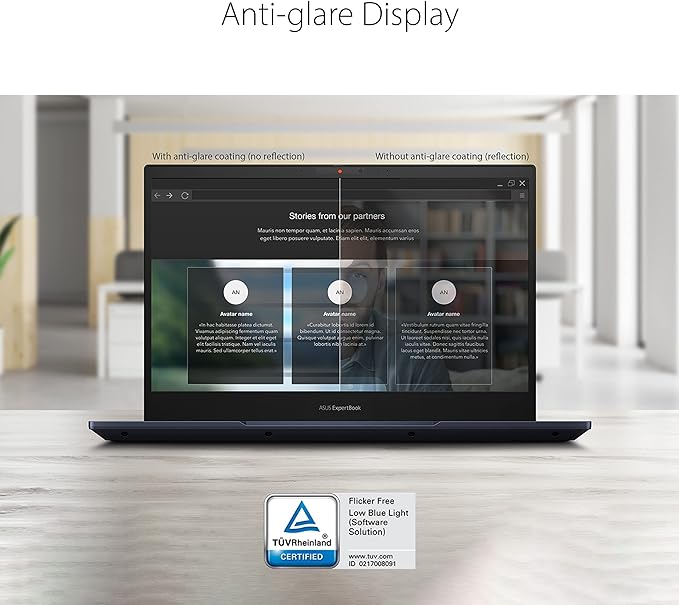 Anti-glare Display
With anti-glare coating (no reflection)
Without anti-glare coating (reflection)
Stories from our partners
Mauris non tempor quam, et lacinia sapien. Mauris accumsan eros
eget libero posuere vulputate. Etiam elit elit, elementum varius
AN
Avatar name
«In hac habitasse platea dictumst.
Vivamus adipiscing fermentum quam
volutpat aliquam. Integer et elit eget
elit facilisis tristique. Nam vel iaculis
mauris. Sed ullamcorper tellus erat.»
AN
Avatar name
«Curabitur lobortis id lorem id
bibendum. Ut id consectetur magna.
Quisque volutpat augue enim, pulvinar
lobortis nibh lacinia at.»
AN
Avatar name
«Vestibulum rutrum quam vitae fringilla
tincidunt. Suspendisse nec tortor urna.
Ut laoreet sodales nisi, quis iaculis nulla
iaculis vitae. Donec sagittis faucibus
lacus eget blandit. Mauris vitae ultricies
metus, at condimentum nulla.»
ASUS ExpertBook
TÜVRheinland
CERTIFIED
Flicker Free
Low Blue Light
(Software
Solution)
www.tuv.com
ID 0217008091